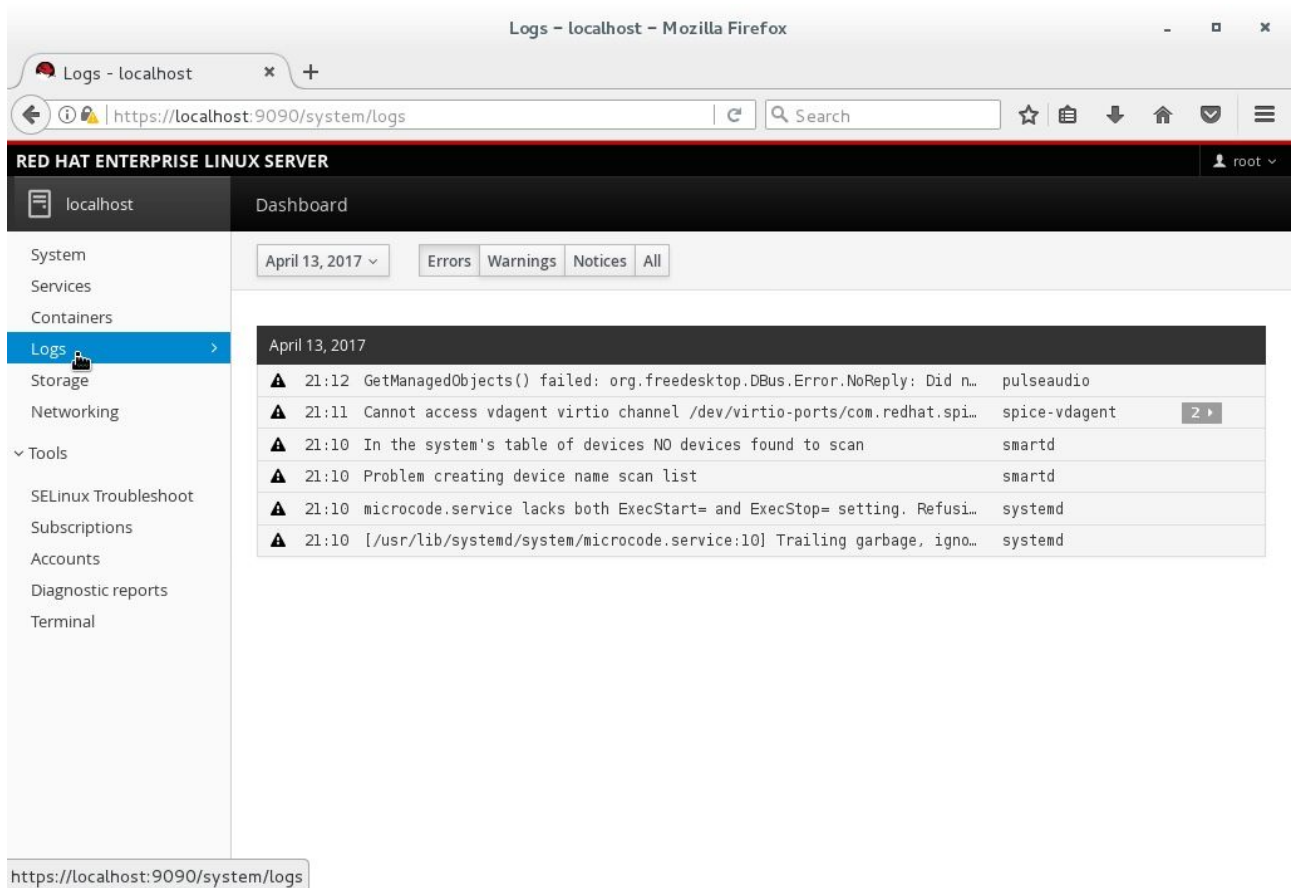 Logs – localhost – Mozilla Firefox
Logs - localhost
https://localhost:9090/system/logs
Search
RED HAT ENTERPRISE LINUX SERVER
root
localhost
Dashboard
System
Services
Containers
Logs
Storage
Networking
Tools
SELinux Troubleshoot
Subscriptions
Accounts
Diagnostic reports
Terminal
April 13, 2017
Errors Warnings Notices All
April 13, 2017
21:12 GetManagedObjects() failed: org.freedesktop.DBus.Error.NoReply: Did n… pulseaudio
21:11 Cannot access vdagent virtio channel /dev/virtio-ports/com.redhat.spi… spice-vdagent 2
21:10 In the system's table of devices NO devices found to scan smartd
21:10 Problem creating device name scan list smartd
21:10 microcode.service lacks both ExecStart= and ExecStop= setting. Refusi… systemd
21:10 [/usr/lib/systemd/system/microcode.service:10] Trailing garbage, igno… systemd
https://localhost:9090/system/logs